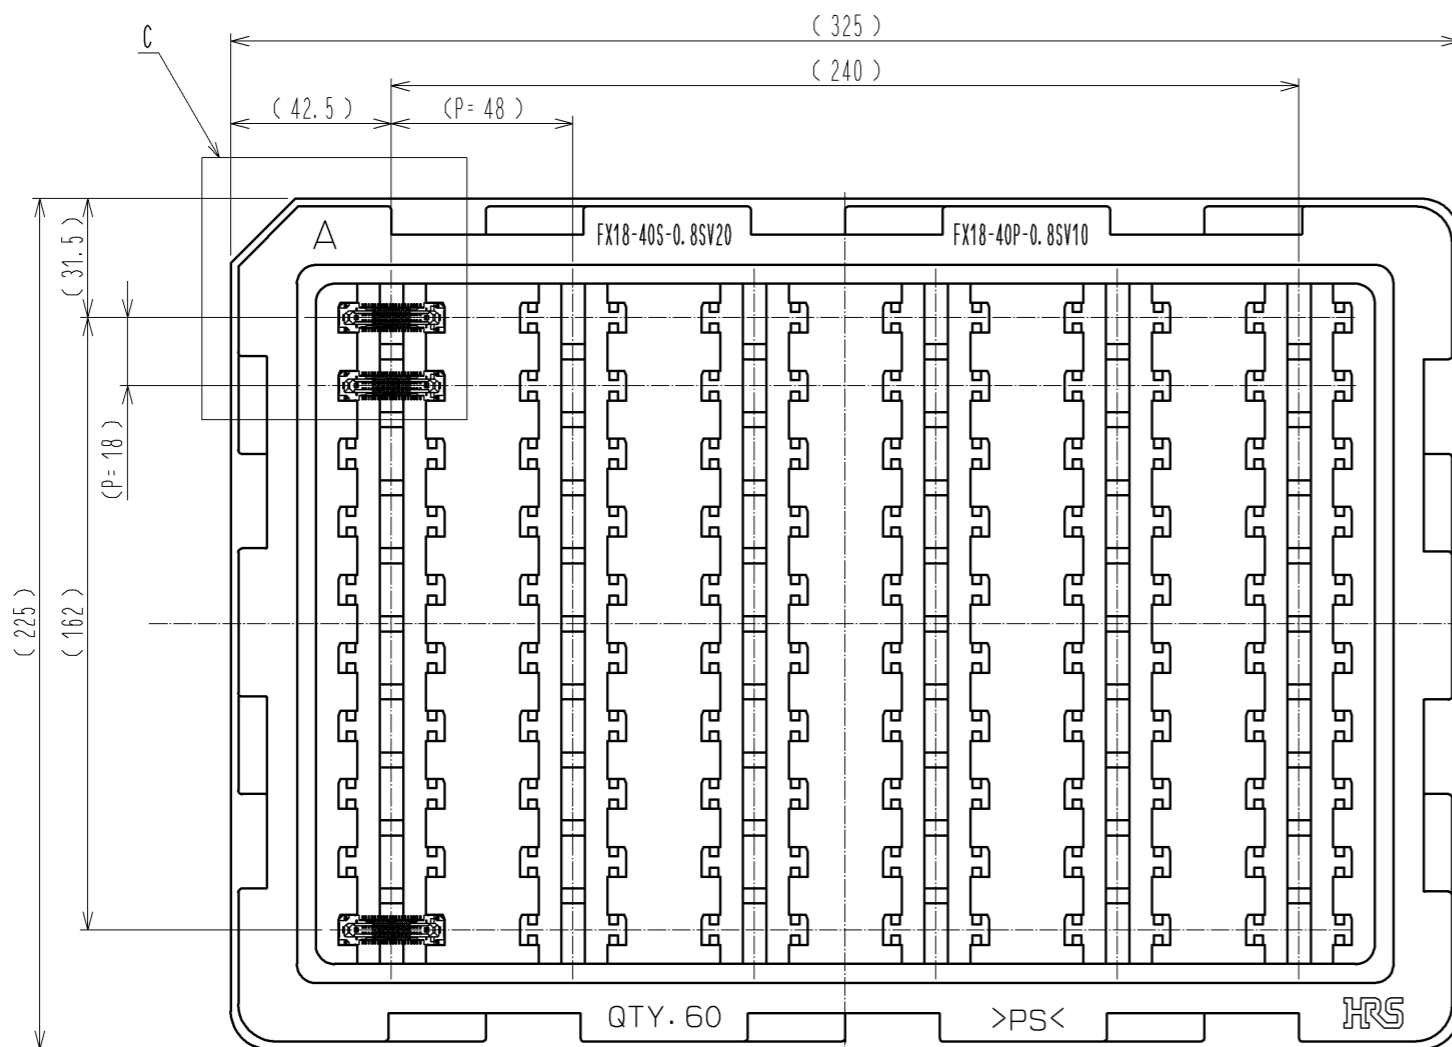 ( 325 )
C
( 240 )
( 42.5 )
(P= 48 )
( 31.5 )
A
FX18-40S-0.8SV20
FX18-40P-0.8SV10
(P= 18 )
( 225 )
( 162 )
QTY. 60
>PS<
HRS